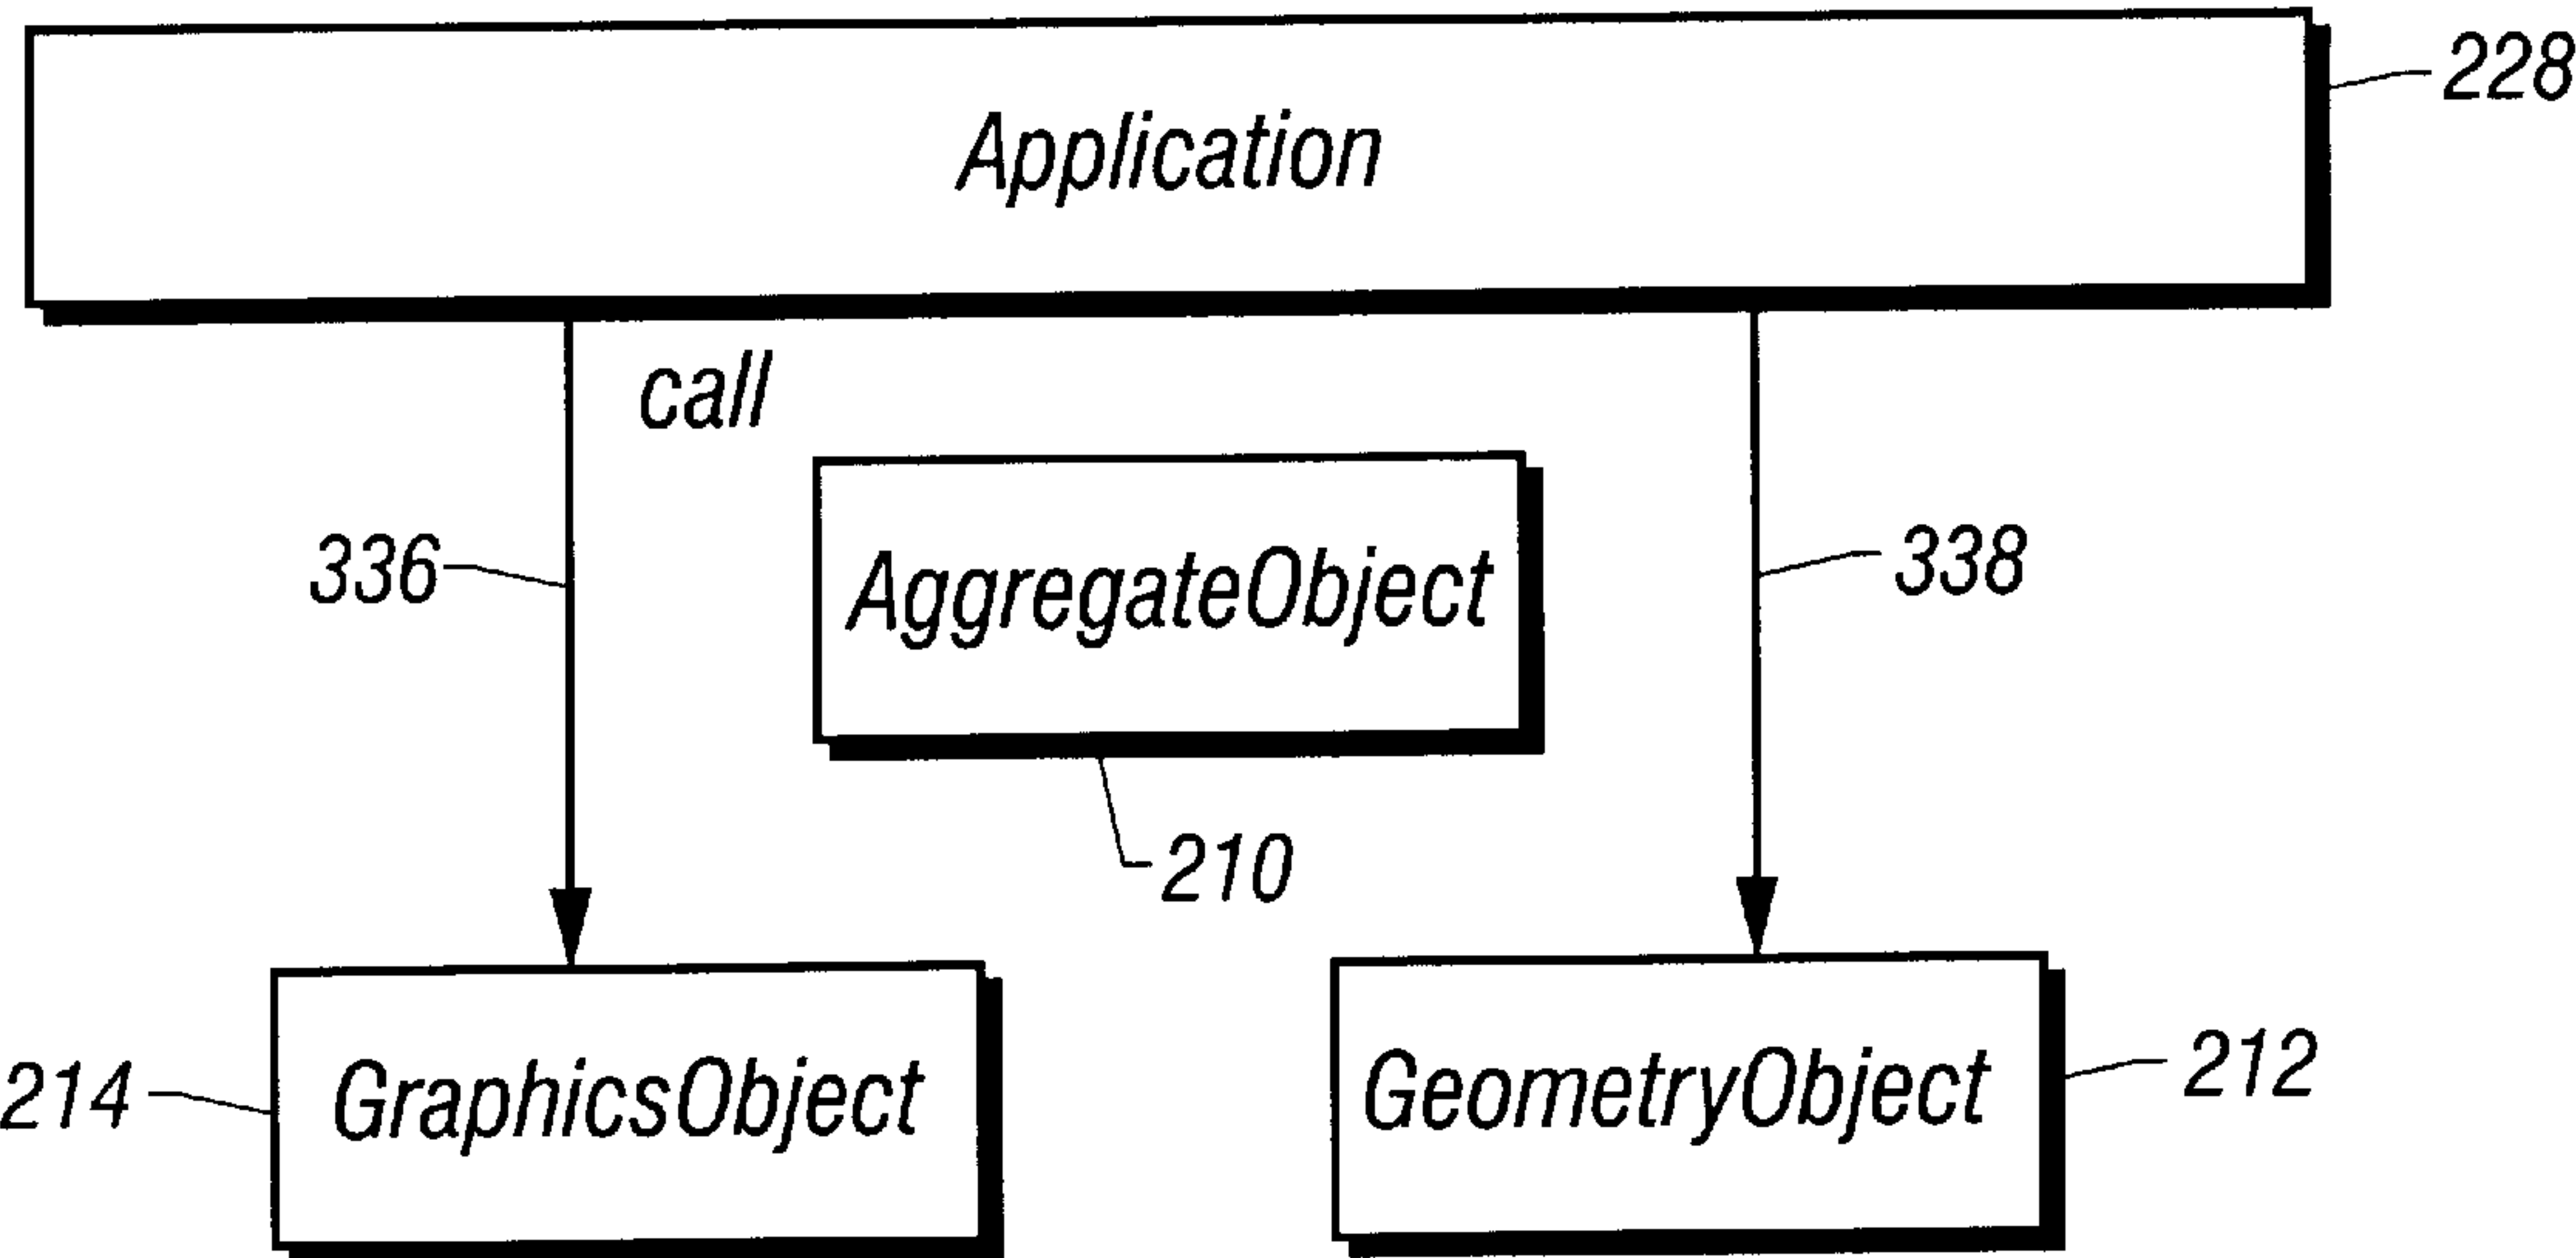 Application
228
call
336
AggregateObject
338
210
214
GraphicsObject
GeometryObject
212